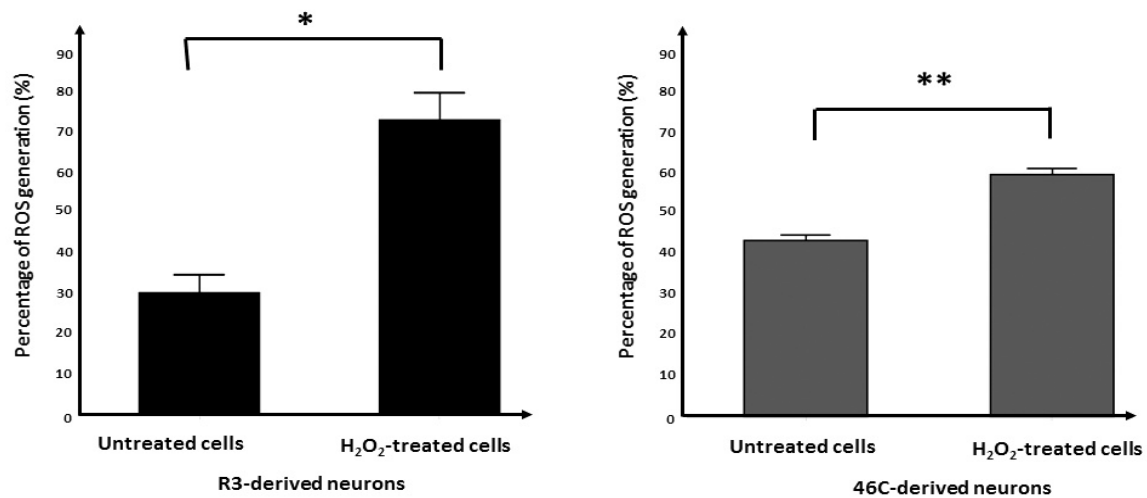 *
Percentage of ROS generation (%)
90
80
70
60
50
40
30
20
10
0
Untreated cells
H₂O₂-treated cells
R3-derived neurons
**
Percentage of ROS generation (%)
90
80
70
60
50
40
30
20
10
0
Untreated cells
H₂O₂-treated cells
46C-derived neurons